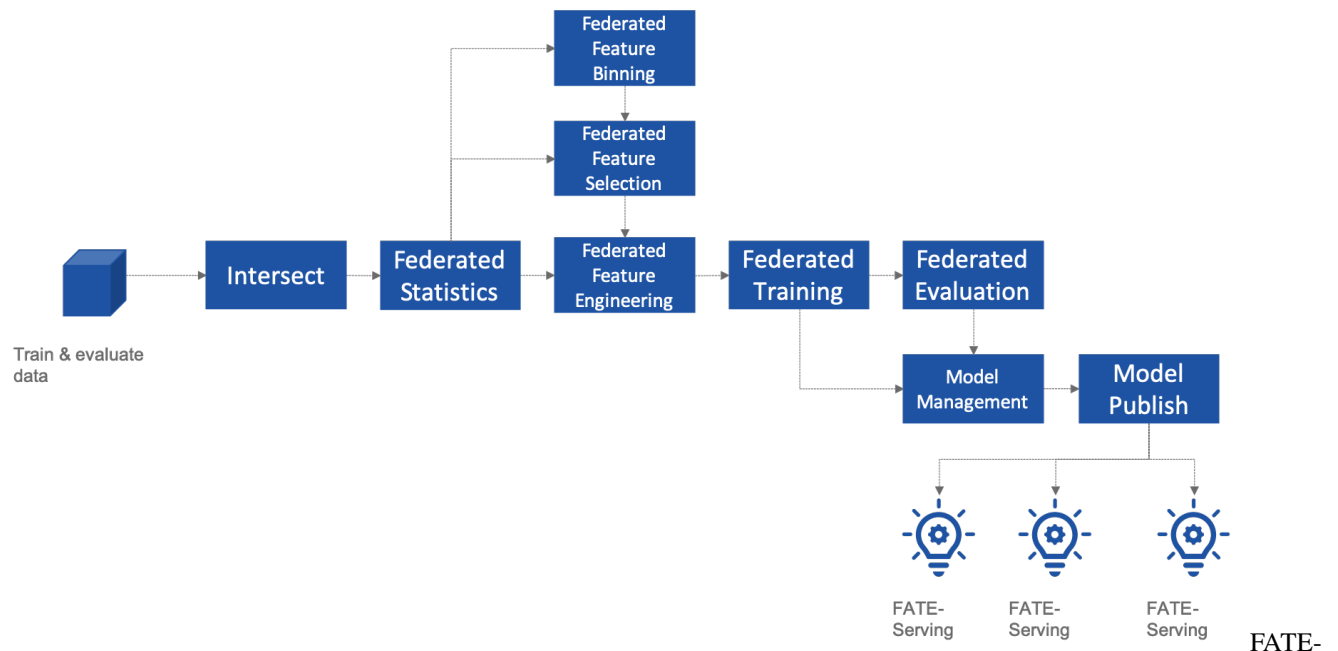 Federated
Feature
Binning
Federated
Feature
Selection
Intersect
Federated
Statistics
Federated
Feature
Engineering
Federated
Training
Federated
Evaluation
Train & evaluate
data
Model
Management
Model
Publish
FATE-
Serving
FATE-
Serving
FATE-
Serving
FATE-